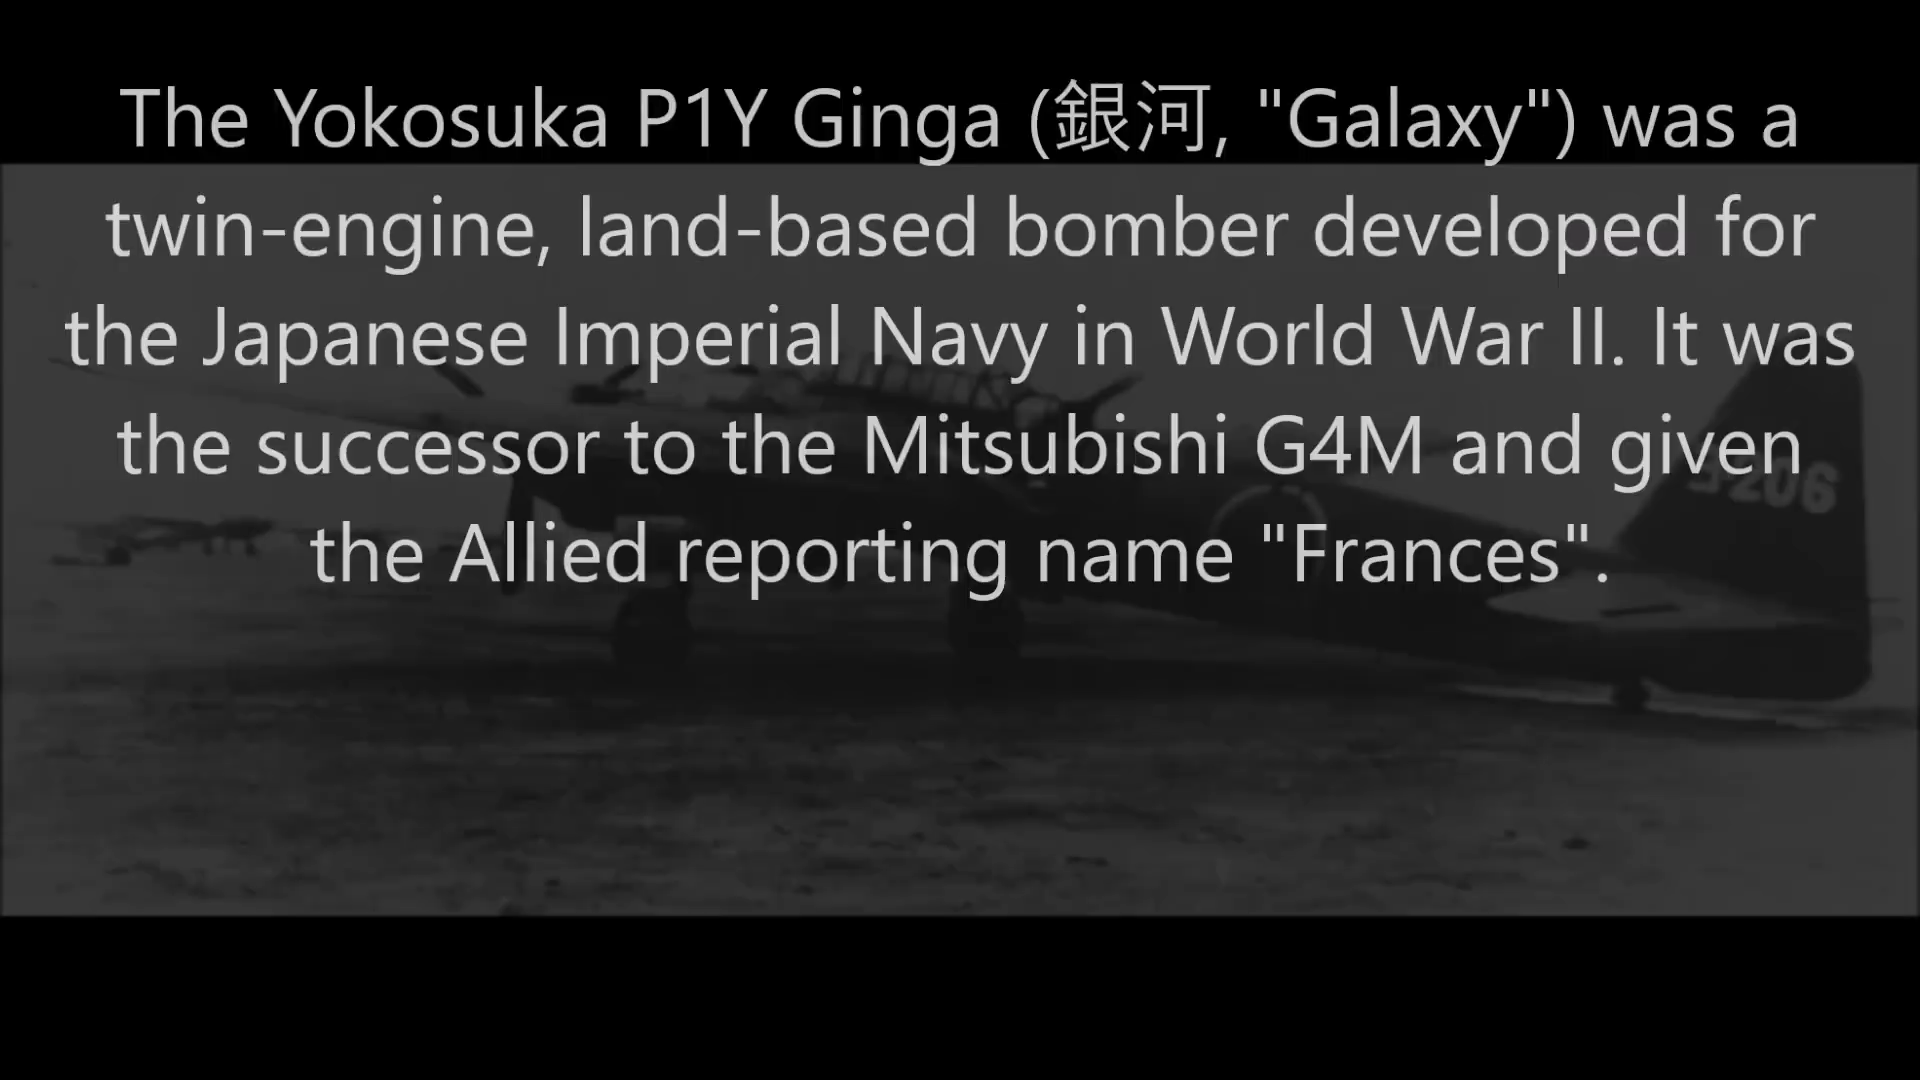 The Yokosuka P1Y Ginga (銀河, "Galaxy") was a
twin-engine, land-based bomber developed for
the Japanese Imperial Navy in World War II. It was
the successor to the Mitsubishi G4M and given
the Allied reporting name "Frances".